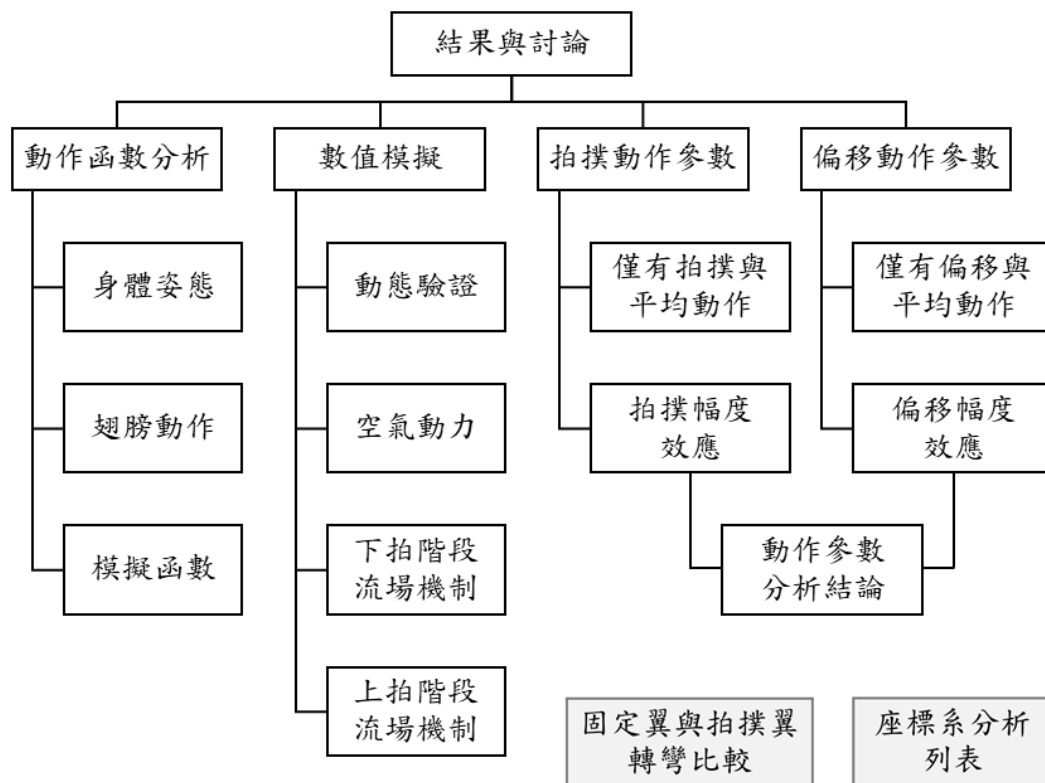 結果與討論
動作函數分析
身體姿態
翅膀動作
模擬函數
數值模擬
動態驗證
空氣動力
下拍階段
流場機制
上拍階段
流場機制
拍撲動作參數
僅有拍撲與
平均動作
拍撲幅度
效應
偏移動作參數
僅有偏移與
平均動作
偏移幅度
效應
動作參數
分析結論
固定翼與拍撲翼
轉彎比較
座標系分析
列表